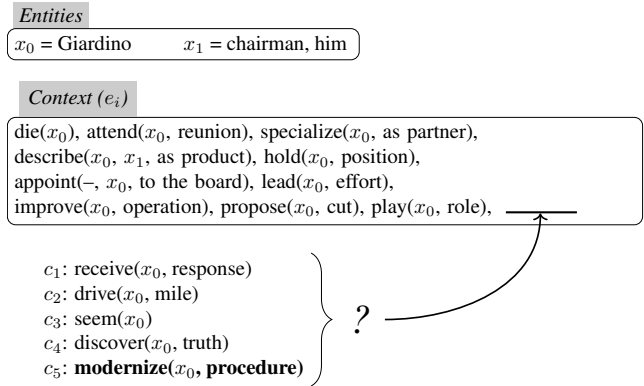 Entities
x₀ = Giardino x₁ = chairman, him
Context (eᵢ)
die(x₀), attend(x₀, reunion), specialize(x₀, as partner),
describe(x₀, x₁, as product), hold(x₀, position),
appoint(–, x₀, to the board), lead(x₀, effort),
improve(x₀, operation), propose(x₀, cut), play(x₀, role),
c₁: receive(x₀, response)
c₂: drive(x₀, mile)
c₃: seem(x₀)
c₄: discover(x₀, truth)
c₅: modernize(x₀, procedure)
?